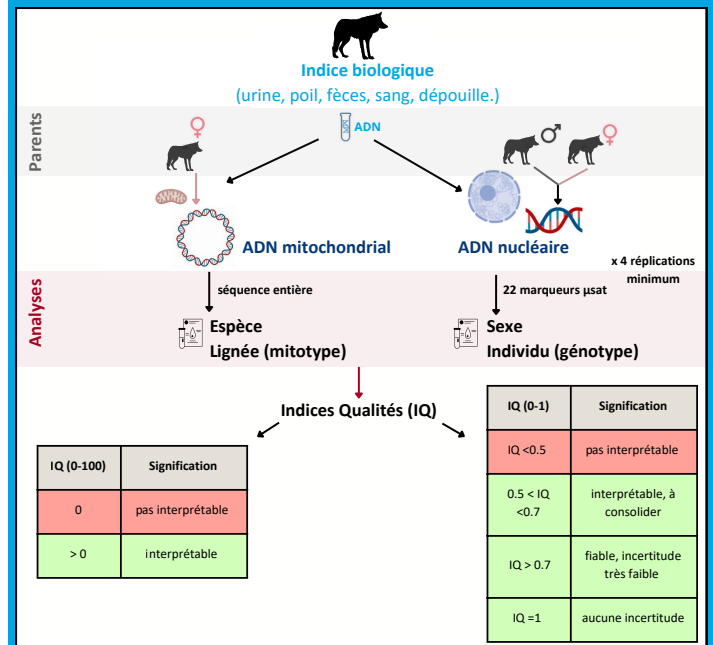 Indice biologique
(urine, poil, fèces, sang, dépouille.)
Parents
♀
ADN
♂
♀
ADN mitochondrial
ADN nucléaire
x 4 réplications
minimum
Analyses
séquence entière
22 marqueurs µsat
Espèce
Lignée (mitotype)
Sexe
Individu (génotype)
Indices Qualités (IQ)
IQ (0-100) Signification
0 pas interprétable
> 0 interprétable
IQ (0-1) Signification
IQ <0.5 pas interprétable
0.5 < IQ interprétable, à
<0.7 consolider
IQ > 0.7 fiable, incertitude
très faible
IQ =1 aucune incertitude